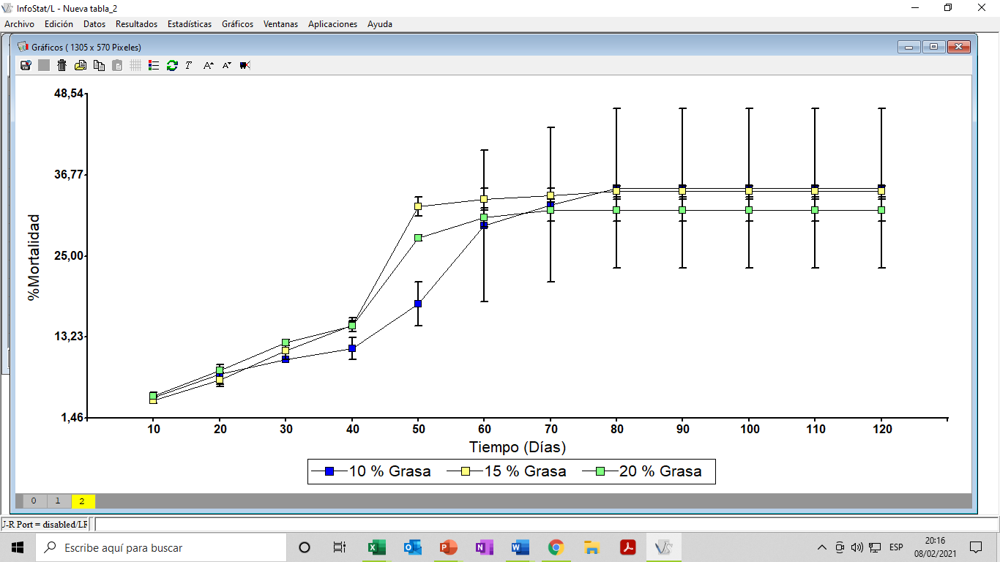 InfoStat/L - Nueva tabla_2
Archivo Edición Datos Resultados Estadísticas Gráficos Ventanas Aplicaciones Ayuda
Gráficos ( 1305 x 570 Pixeles)
48,54
36,77
25,00
13,23
1,46
%Mortalidad
10 20 30 40 50 60 70 80 90 100 110 120
Tiempo (Días)
10 % Grasa 15 % Grasa 20 % Grasa
0 1 2
J-R Port = disabled/LF
Escribe aquí para buscar
ESP
20:16
08/02/2021